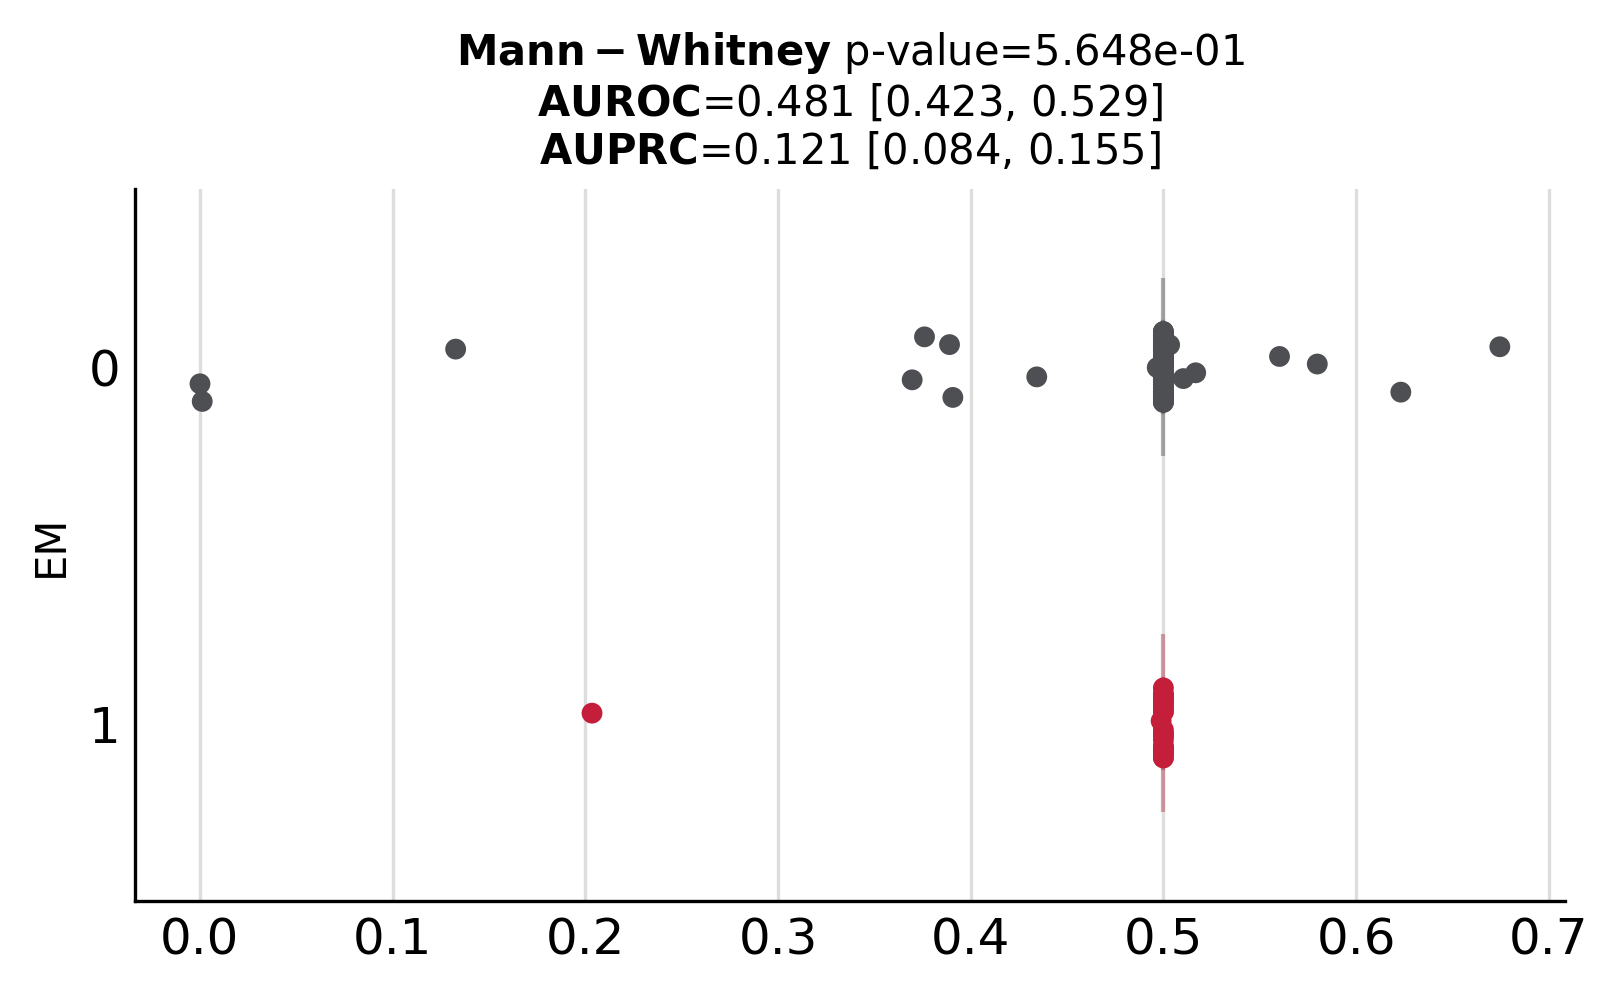 Mann−Whitney p-value=5.648e-01
AUROC=0.481 [0.423, 0.529]
AUPRC=0.121 [0.084, 0.155]
0
EM
1
0.0 0.1 0.2 0.3 0.4 0.5 0.6 0.7